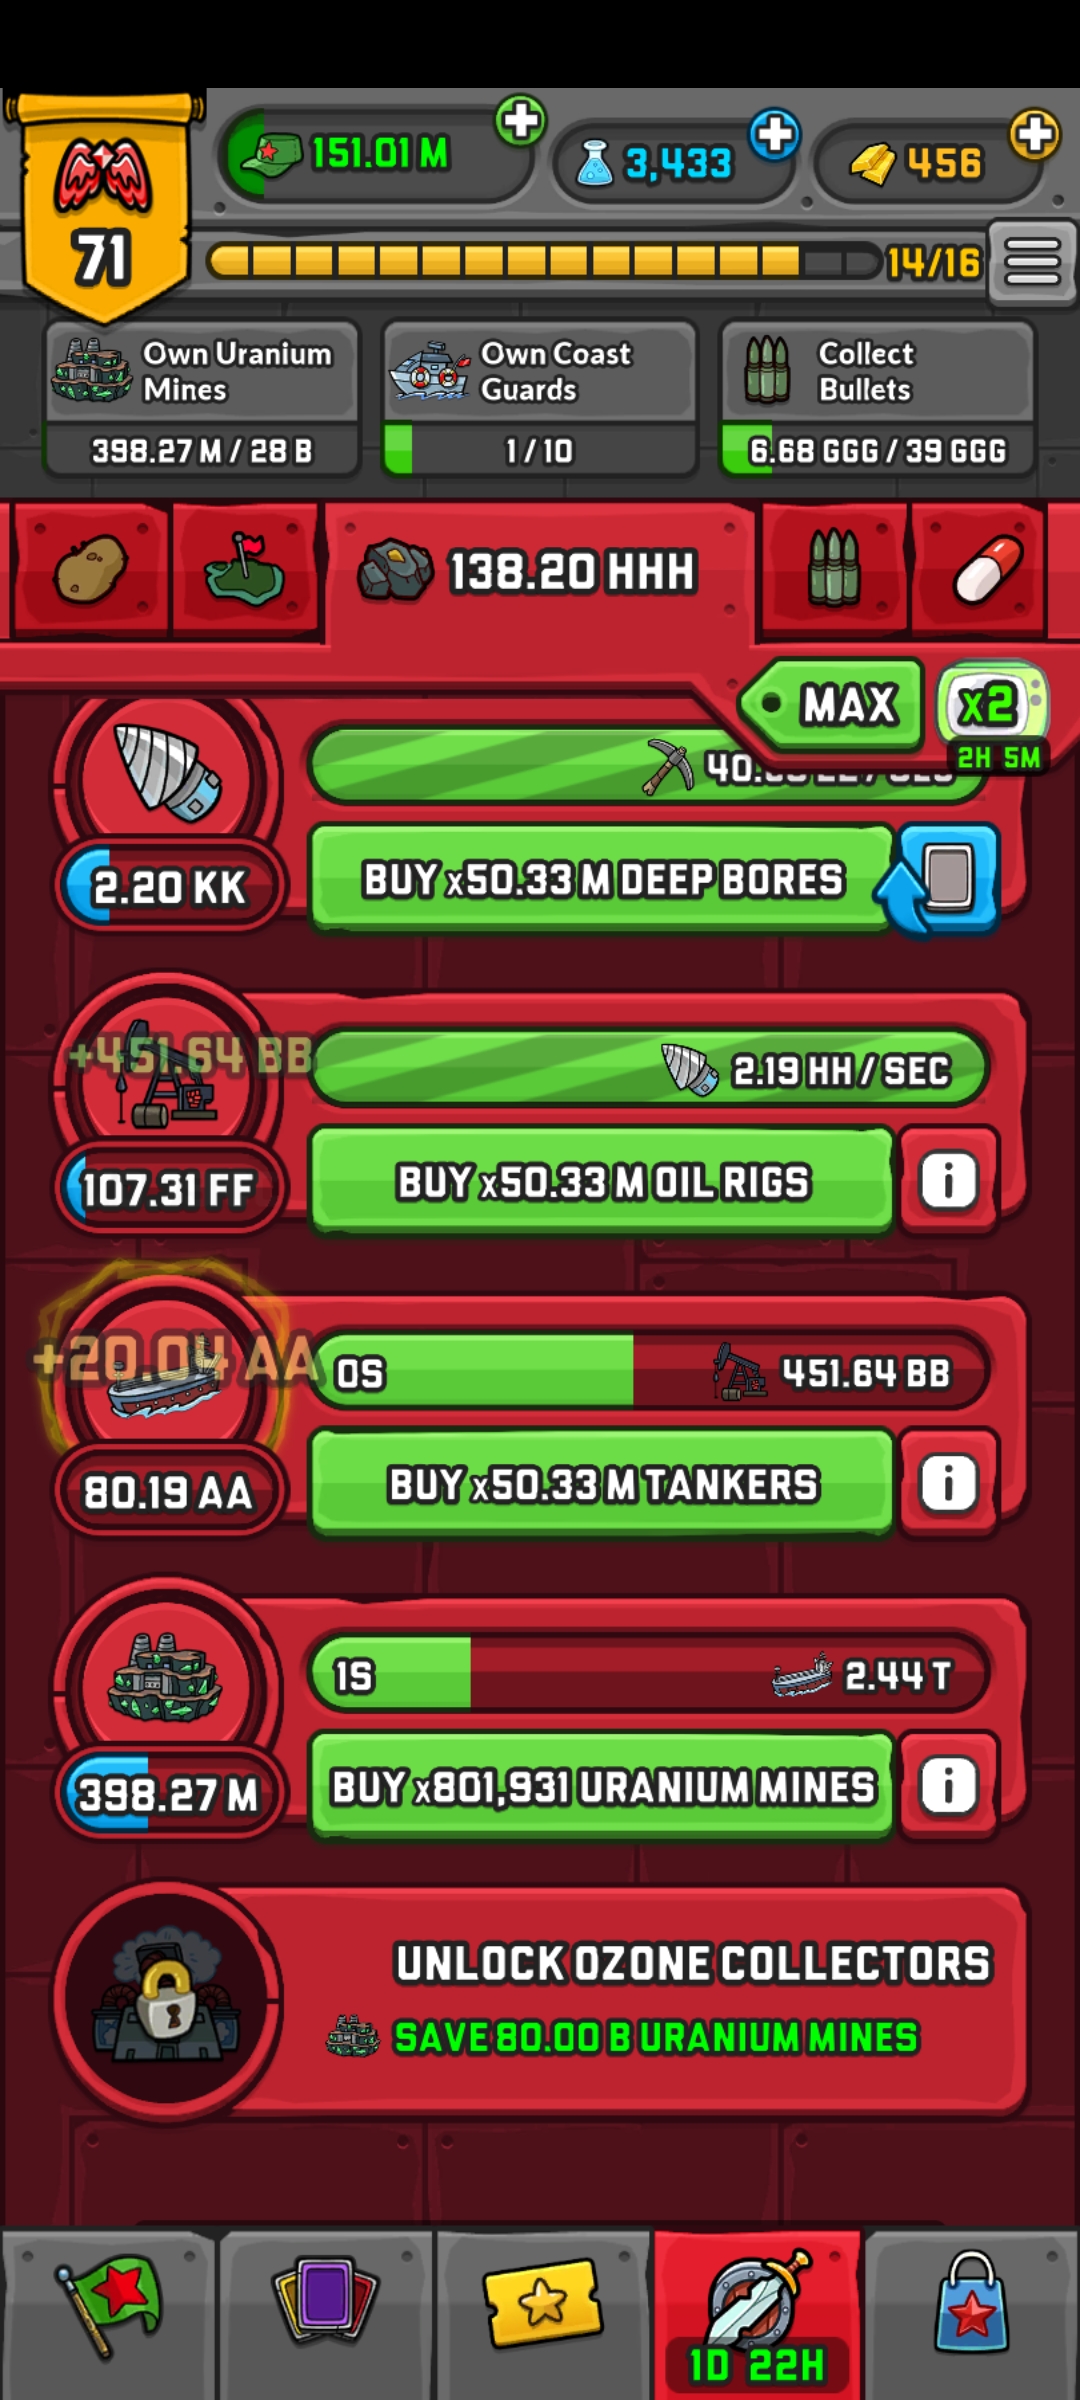 151.01 M
3,433
456
71
14/16
Own Uranium
Mines
398.27 M / 28 B
Own Coast
Guards
1 / 10
Collect
Bullets
6.68 GGG / 39 GGG
138.20 HHH
MAX
x2
2H 5M
2.20 KK
BUY x50.33 M DEEP BORES
+451.64 BB
2.19 HH / SEC
107.31 FF
BUY x50.33 M OIL RIGS
+20.04 AA
0S
451.64 BB
80.19 AA
BUY x50.33 M TANKERS
1S
2.44 T
398.27 M
BUY x801,931 URANIUM MINES
UNLOCK OZONE COLLECTORS
SAVE 80.00 B URANIUM MINES
1D 22H